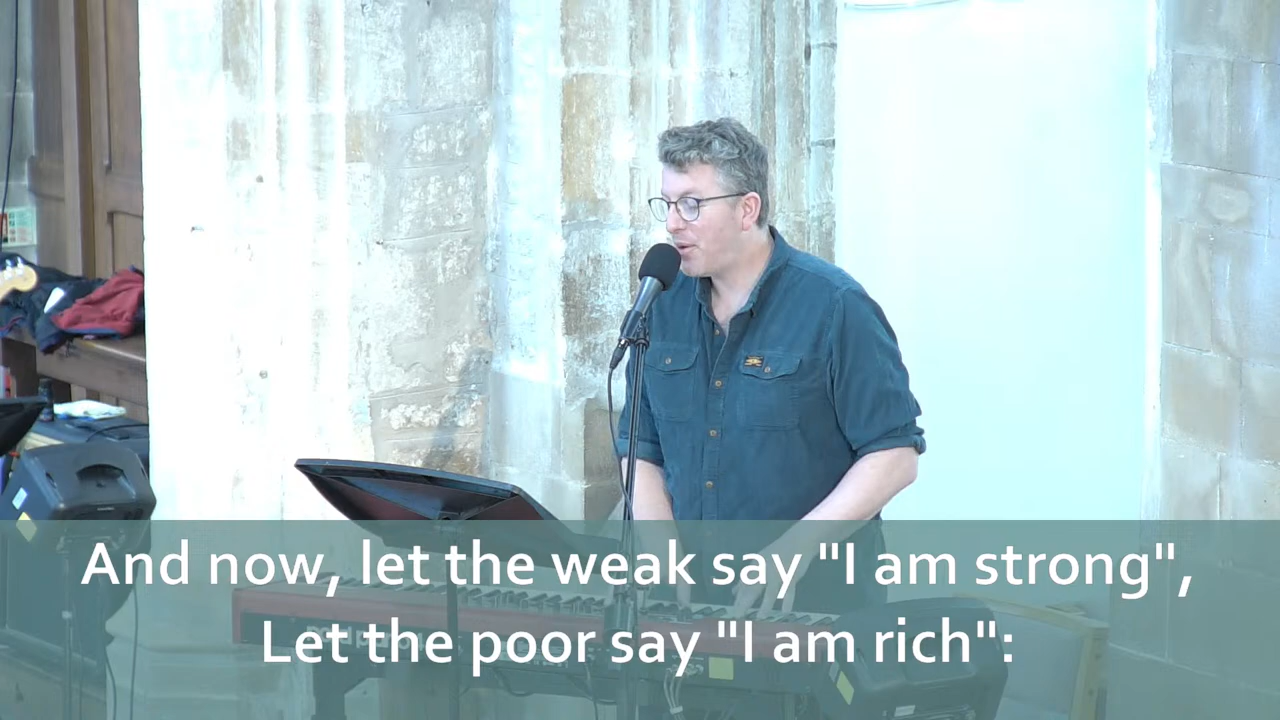 And now, let the weak say "I am strong",
Let the poor say "I am rich":